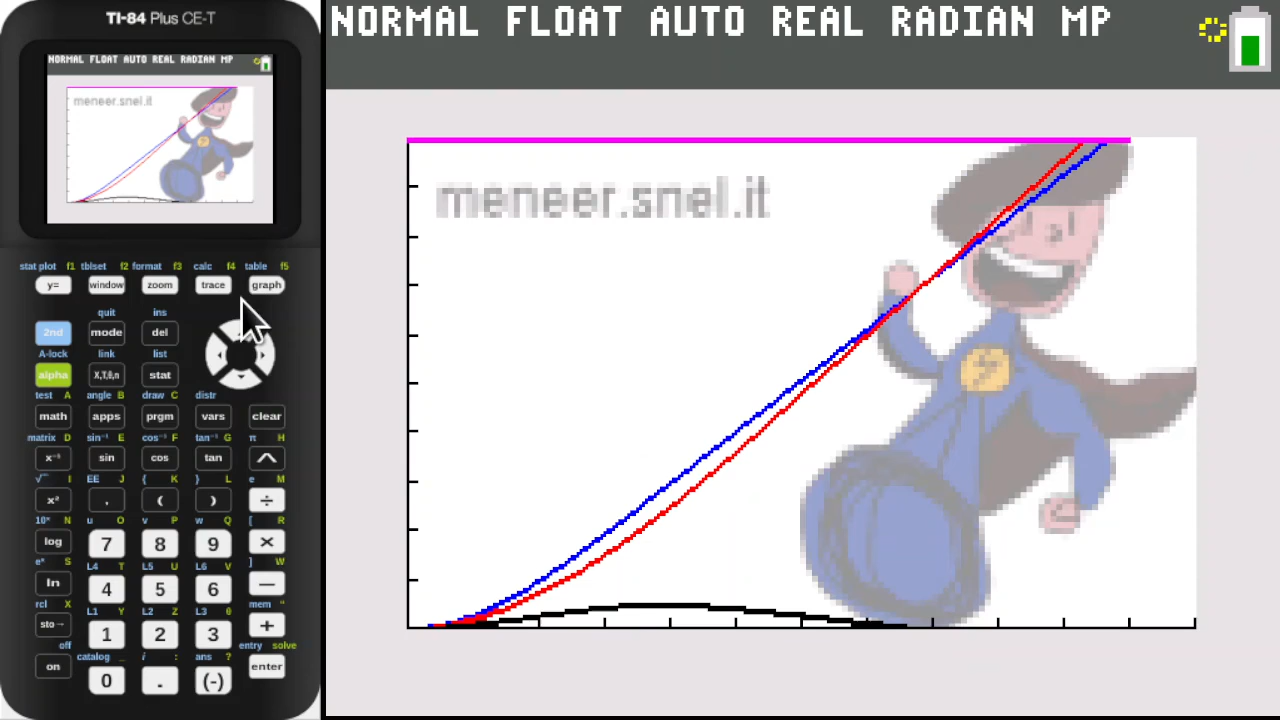 TI-84 Plus CE-T
NORMAL FLOAT AUTO REAL RADIAN MP
NORMAL FLOAT AUTO REAL RADIAN MP
meneer.snel.it
meneer.snel.it
stat plot f1 tblset f2 format f3 calc f4 table f5
y= window zoom trace graph
quit ins
2nd mode del
A-lock link list
alpha X,T,θ,n stat
test A angle B draw C distr
math apps prgm vars clear
matrix D sin⁻¹ E cos⁻¹ F tan⁻¹ G π H
x⁻¹ sin cos tan ^
√‾ I EE J { K } L e M
x² , ( ) ÷
10ˣ N u O v P w Q [ R
log 7 8 9 ×
eˣ S L4 T L5 U L6 V ] W
ln 4 5 6 —
rcl X L1 Y L2 Z L3 θ mem "
sto→ 1 2 3 +
off catalog _ i : ans ? entry solve
on 0 . (-) enter